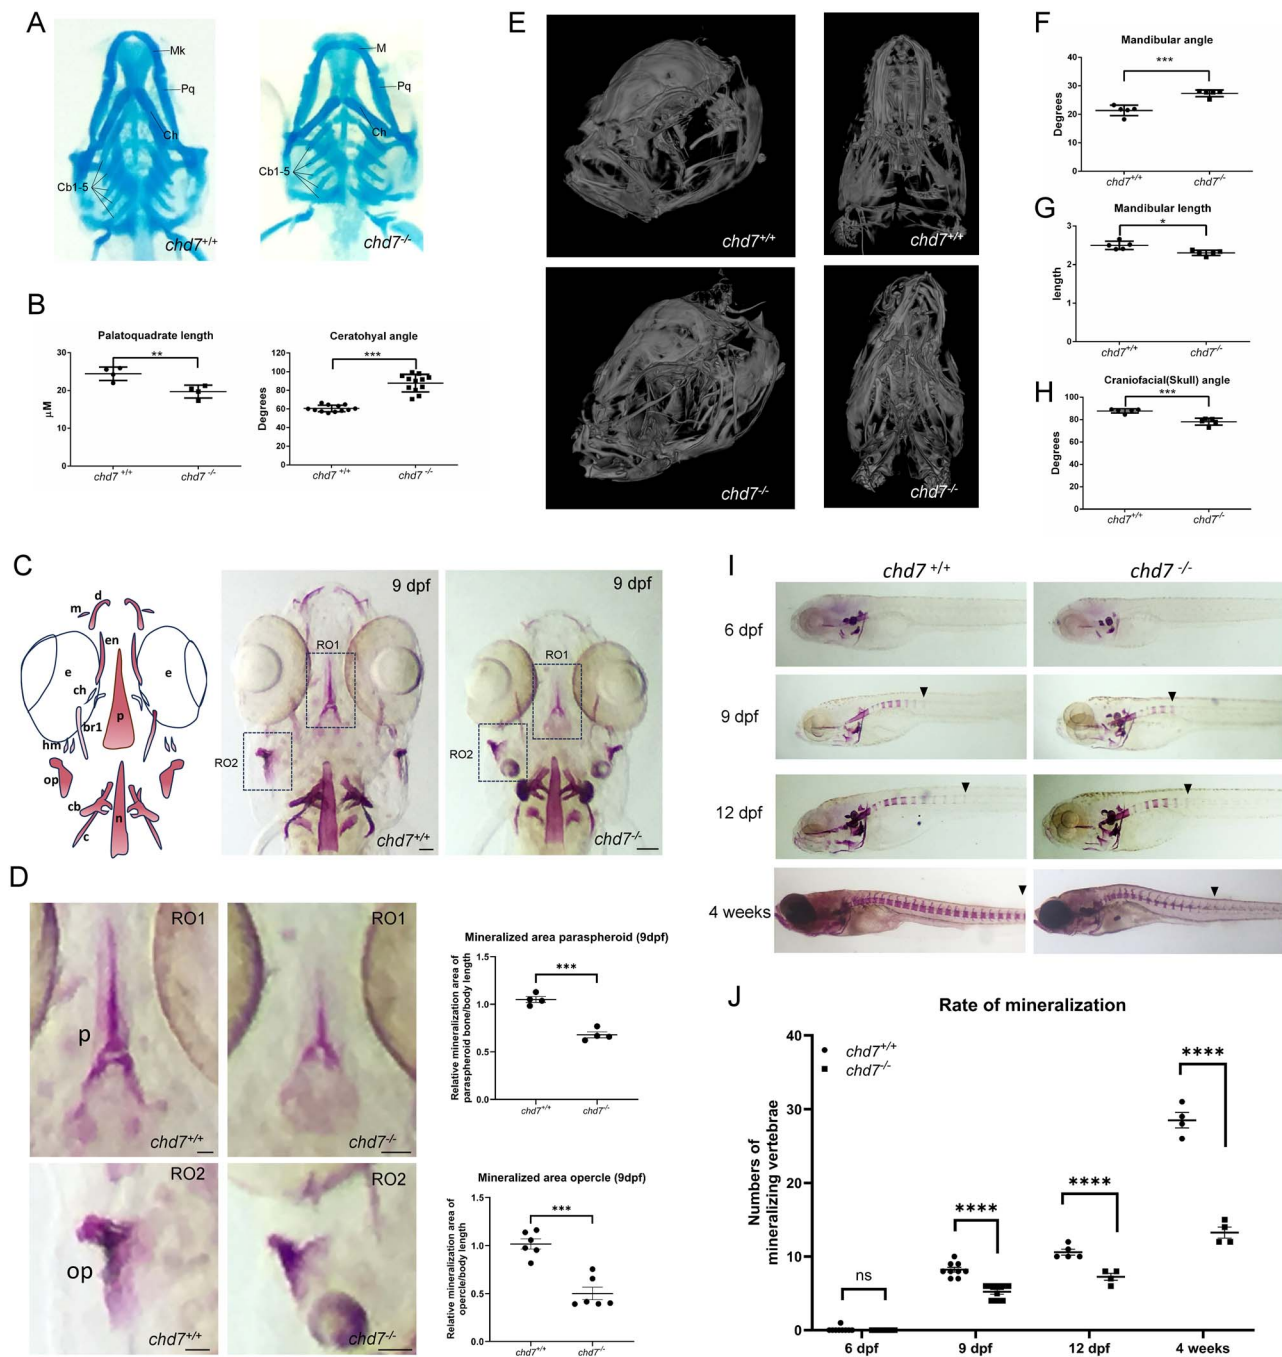 A
Mk
Pq
Ch
Cb1-5
chd7+/+
M
Pq
Ch
Cb1-5
chd7-/-
B
Palatoquadrate length
**
30
20
10
0
µM
chd7 +/+
chd7 -/-
Ceratohyal angle
***
120
100
80
60
40
20
0
Degrees
chd7 +/+
chd7 -/-
C
d
m
en
e
e
ch
p
br1
hm
op
cb
n
c
9 dpf
RO1
RO2
chd7+/+
9 dpf
RO1
RO2
chd7-/-
D
RO1
p
chd7+/+
RO1
chd7-/-
RO2
op
chd7+/+
RO2
chd7-/-
Mineralized area paraspheroid (9dpf)
***
1.5
1.0
0.5
0.0
Relative mineralization area of
paraspheroid bone/body length
chd7+/+
chd7-/-
Mineralized area opercle (9dpf)
***
1.5
1.0
0.5
0.0
Relative mineralization area of
opercle/body length
chd7+/+
chd7-/-
E
chd7+/+
chd7+/+
chd7-/-
chd7-/-
F
Mandibular angle
***
40
30
20
10
0
Degrees
chd7+/+
chd7-/-
G
Mandibular length
*
3
2
1
0
length
chd7+/+
chd7-/-
H
Craniofacial(Skull) angle
***
100
80
60
40
20
0
Degrees
chd7+/+
chd7-/-
I
chd7 +/+
chd7 -/-
6 dpf
9 dpf
12 dpf
4 weeks
J
Rate of mineralization
chd7+/+
chd7-/-
40
30
20
10
0
Numbers of
mineralizing vertebrae
ns
****
****
****
6 dpf
9 dpf
12 dpf
4 weeks